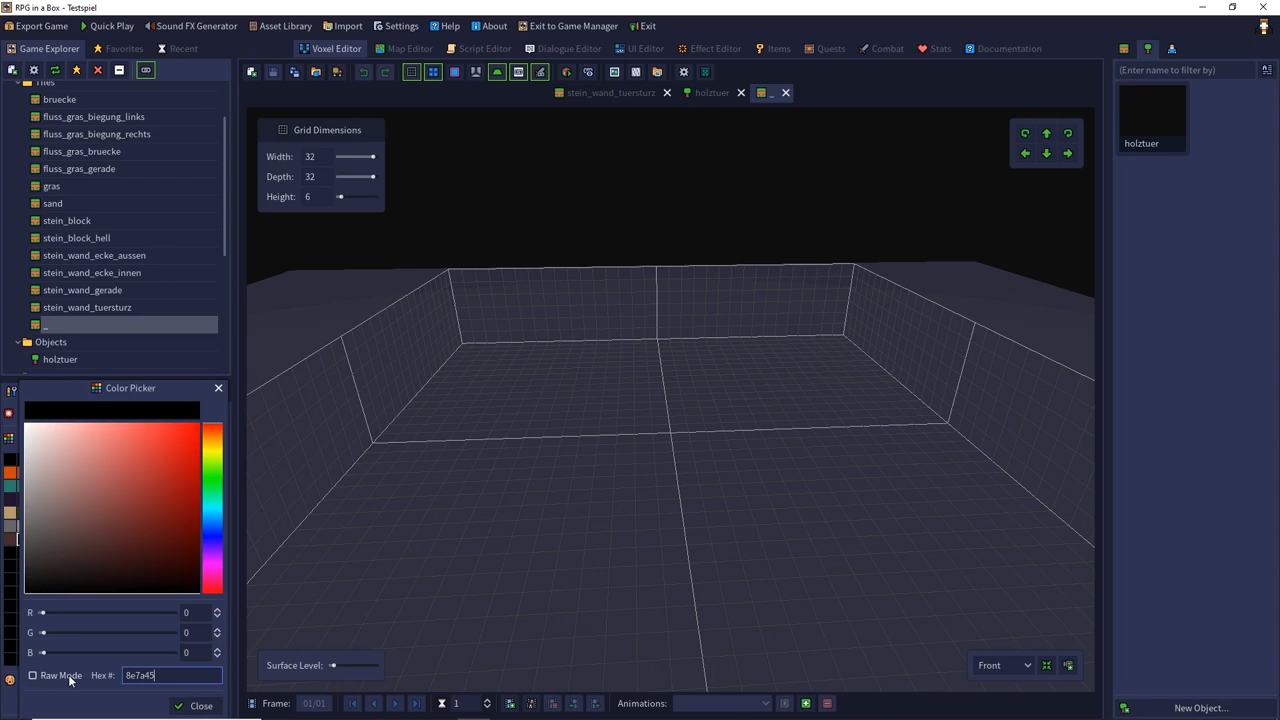 RPG in a Box - Testspiel
Export Game Quick Play Sound FX Generator Asset Library Import Settings Help About Exit to Game Manager Exit
Game Explorer Favorites Recent Voxel Editor Map Editor Script Editor Dialogue Editor UI Editor Effect Editor Items Quests Combat Stats Documentation
(Enter name to filter by)
Tiles
bruecke
fluss_gras_biegung_links
fluss_gras_biegung_rechts
fluss_gras_bruecke
fluss_gras_gerade
gras
sand
stein_block
stein_block_hell
stein_wand_ecke_aussen
stein_wand_ecke_innen
stein_wand_gerade
stein_wand_tuersturz
_
Objects
holztuer
stein_wand_tuersturz holztuer _
Grid Dimensions
Width: 32
Depth: 32
Height: 6
holztuer
Color Picker
R 0
G 0
B 0
Raw Mode Hex #: 8e7a45
Close
Surface Level:
Front
Frame: 01/01 1 Animations:
New Object...